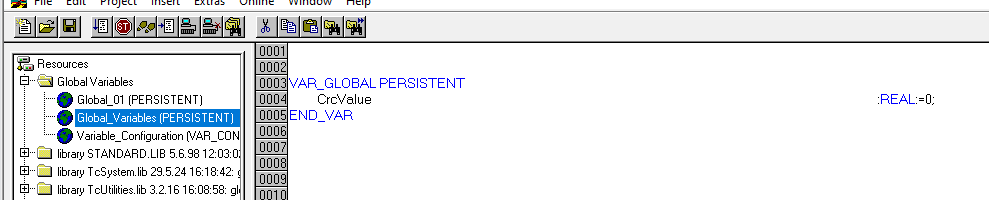 File Edit Project Insert Extras Online Window Help
Resources
Global Variables
Global_01 (PERSISTENT)
Global_Variables (PERSISTENT)
Variable_Configuration (VAR_CON
library STANDARD.LIB 5.6.98 12:03:02
library TcSystem.lib 29.5.24 16:18:42: gl
library TcUtilities.lib 3.2.16 16:08:58: gl
0001
0002
0003 VAR_GLOBAL PERSISTENT
0004 CrcValue :REAL:=0;
0005 END_VAR
0006
0007
0008
0009
0010